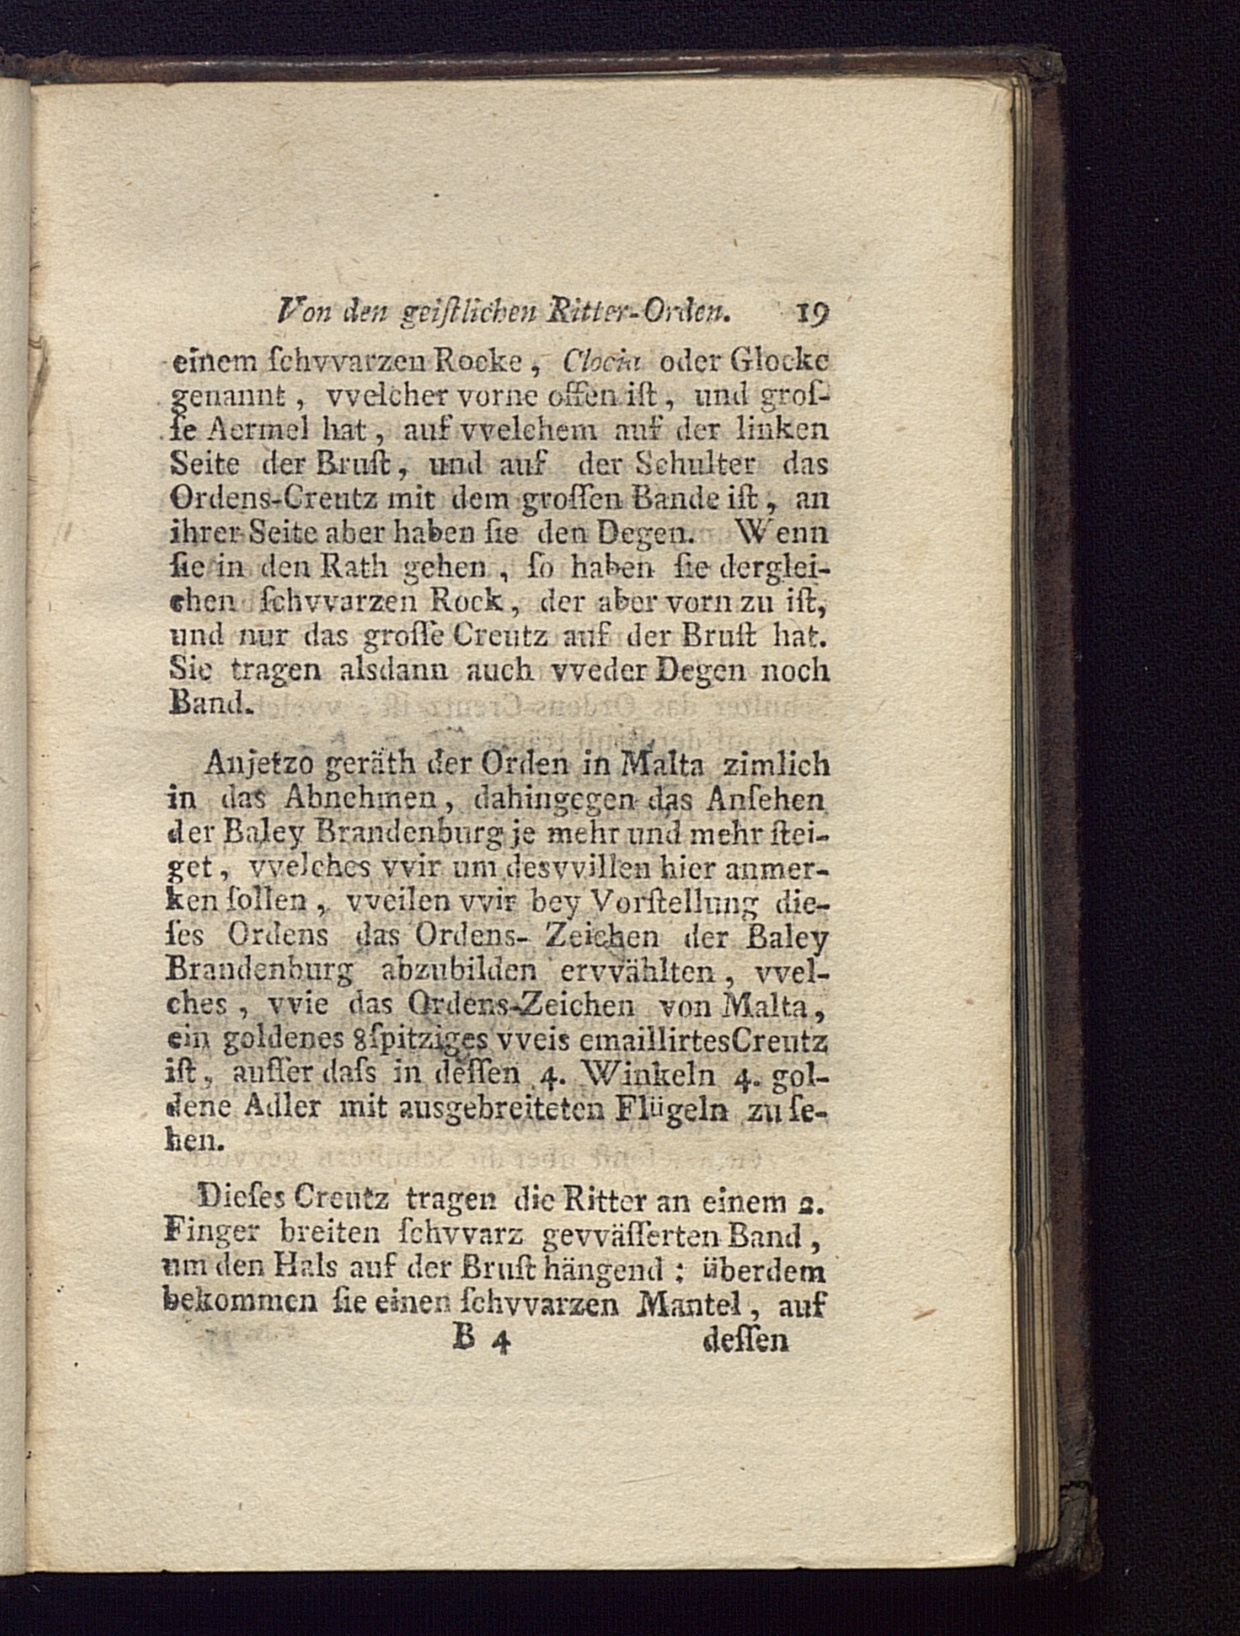 Von den geiſtlichen Ritter-Orden. 19
einem ſchvvarzen Rocke, Clocia oder Glocke
genannt, vvelcher vorne offen iſt, und groſ-
ſe Aermel hat, auf vvelchem auf der linken
Seite der Bruſt, und auf der Schulter das
Ordens-Creutz mit dem groſſen Bande iſt, an
ihrer Seite aber haben ſie den Degen. Wenn
ſie in den Rath gehen, ſo haben ſie derglei-
chen ſchvvarzen Rock, der aber vorn zu iſt,
und nur das groſſe Creutz auf der Bruſt hat.
Sie tragen alsdann auch vveder Degen noch
Band.
Anjetzo geräth der Orden in Malta zimlich
in das Abnehmen, dahingegen das Anſehen
der Baley Brandenburg je mehr und mehr ſtei-
get, vvelches vvir um desvvillen hier anmer-
ken ſollen, vveilen vvir bey Vorſtellung die-
ſes Ordens das Ordens- Zeichen der Baley
Brandenburg abzubilden ervvählten, vvel-
ches, vvie das Ordens-Zeichen von Malta,
ein goldenes 8ſpitziges vveis emaillirtes Creutz
iſt, auſſer daſs in deſſen 4. Winkeln 4. gol-
dene Adler mit ausgebreiteten Flügeln zu ſe-
hen.
Dieſes Creutz tragen die Ritter an einem 2.
Finger breiten ſchvvarz gevväſſerten Band,
um den Hals auf der Bruſt hängend; überdem
bekommen ſie einen ſchvvarzen Mantel, auf
B 4 deſſen